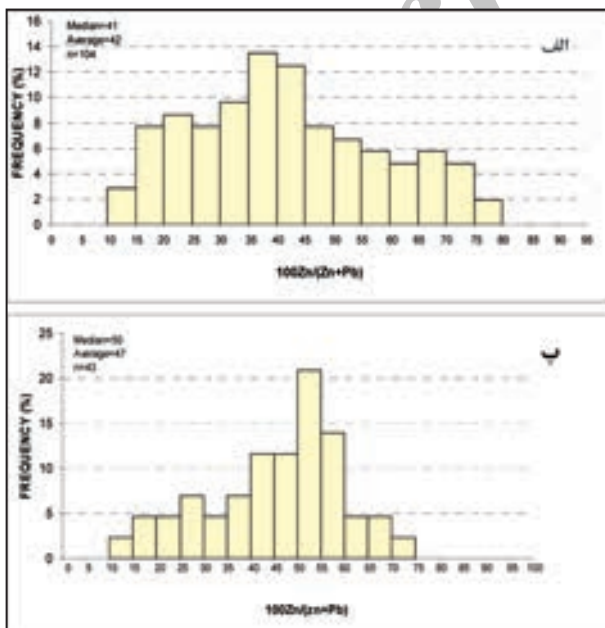 Median=41
Average=42
n=104
الف
FREQUENCY (%)
16
14
12
10
8
6
4
2
0
0 5 10 15 20 25 30 35 40 45 50 55 60 65 70 75 80 85 90 95
100Zn/(Zn+Pb)
Median=50
Average=47
n=43
ب
FREQUENCY (%)
25
20
15
10
5
0
0 5 10 15 20 25 30 35 40 45 50 55 60 65 70 75 80 85 90 95 100
100Zn/(zn+Pb)